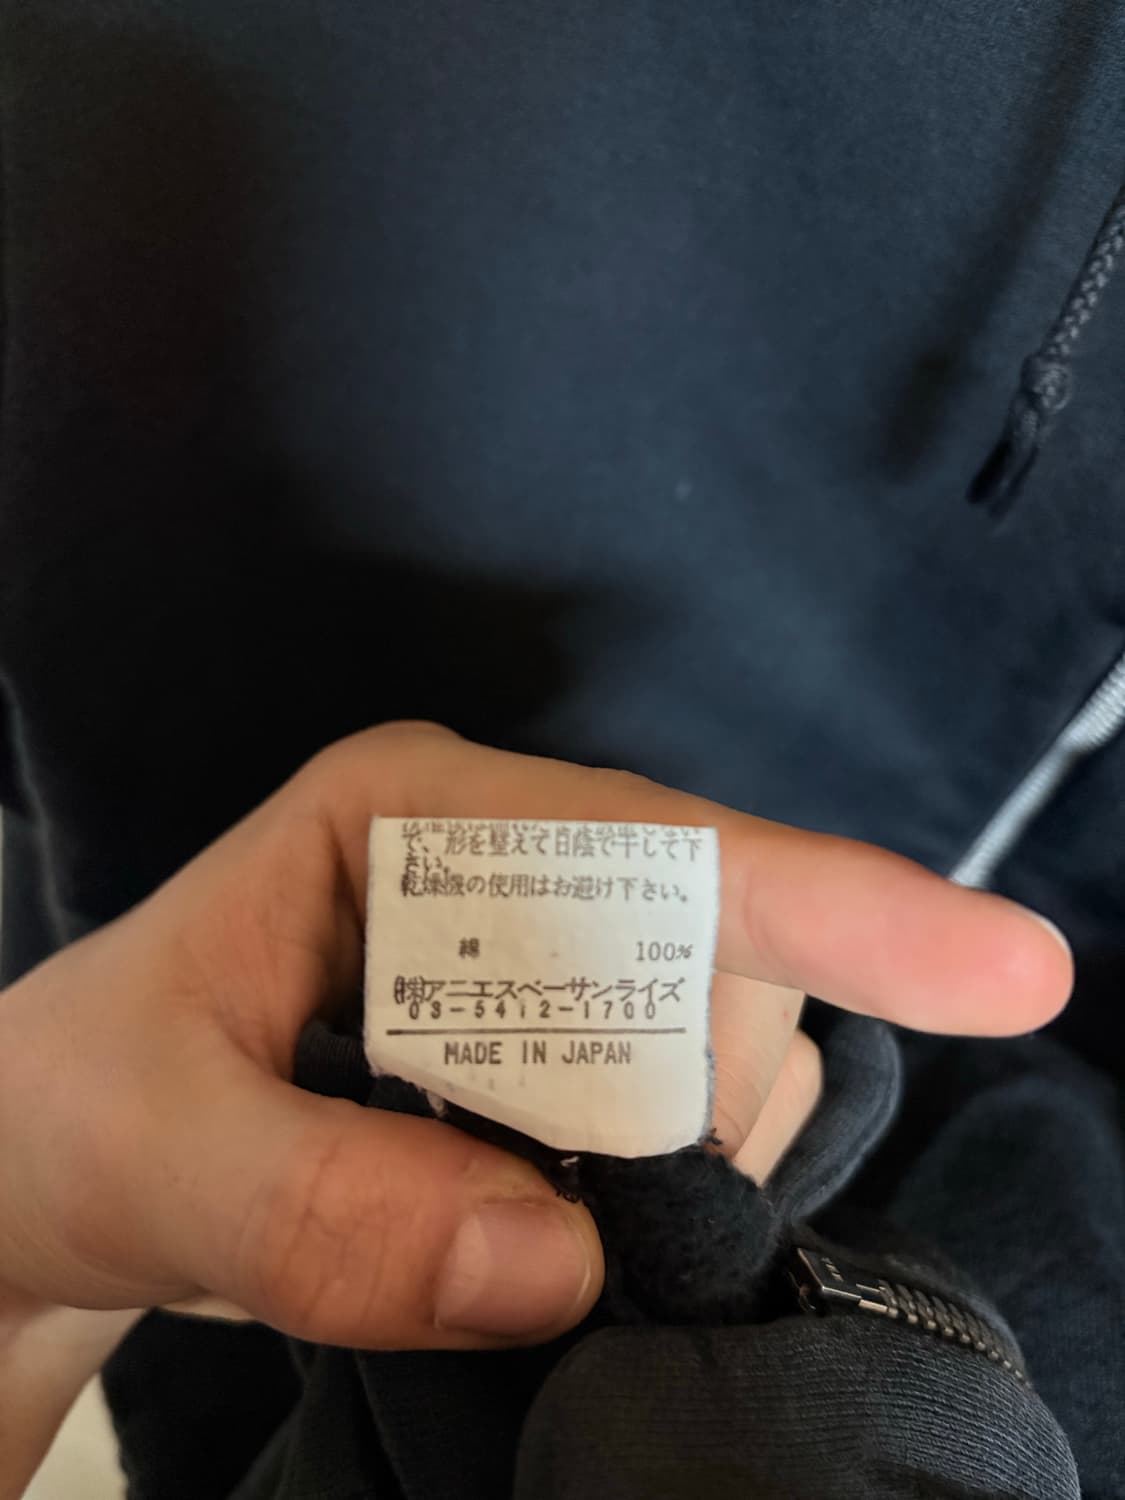 で、形を整えて日陰で干して下
さい。
乾燥機の使用はお避け下さい。
綿 100%
㈱アニエスベーサンライズ
03-5412-1700
MADE IN JAPAN